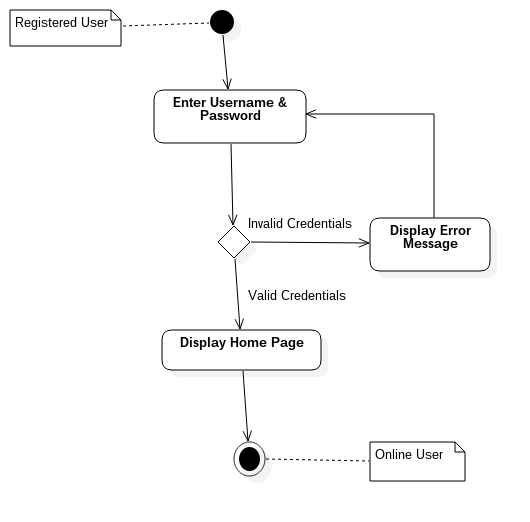 Registered User
Enter Username &
Password
Invalid Credentials
Display Error
Message
Valid Credentials
Display Home Page
Online User